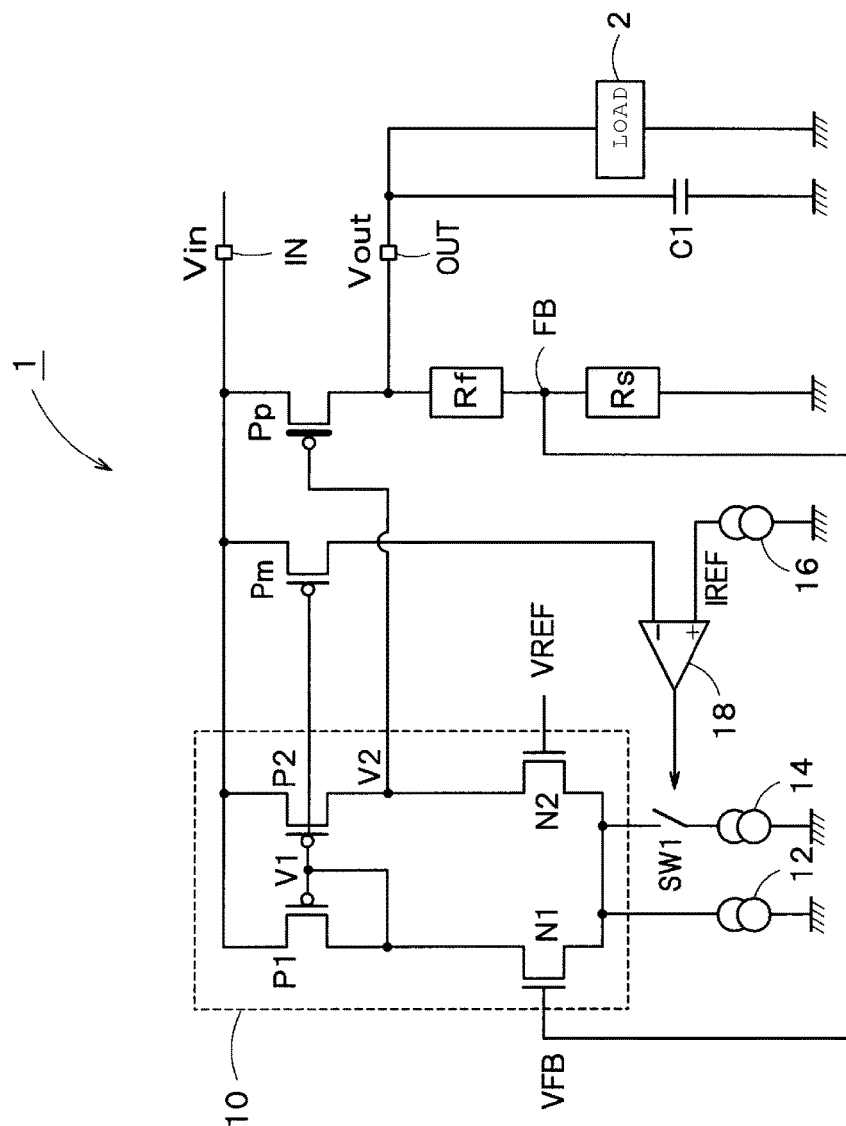 1
Vin
IN
10
P1
V1
P2
Pm
Pp
V2
Vout
OUT
Rf
FB
Rs
VFB
N1
N2
VREF
C1
LOAD
2
SW1
18
IREF
−
+
12
14
16